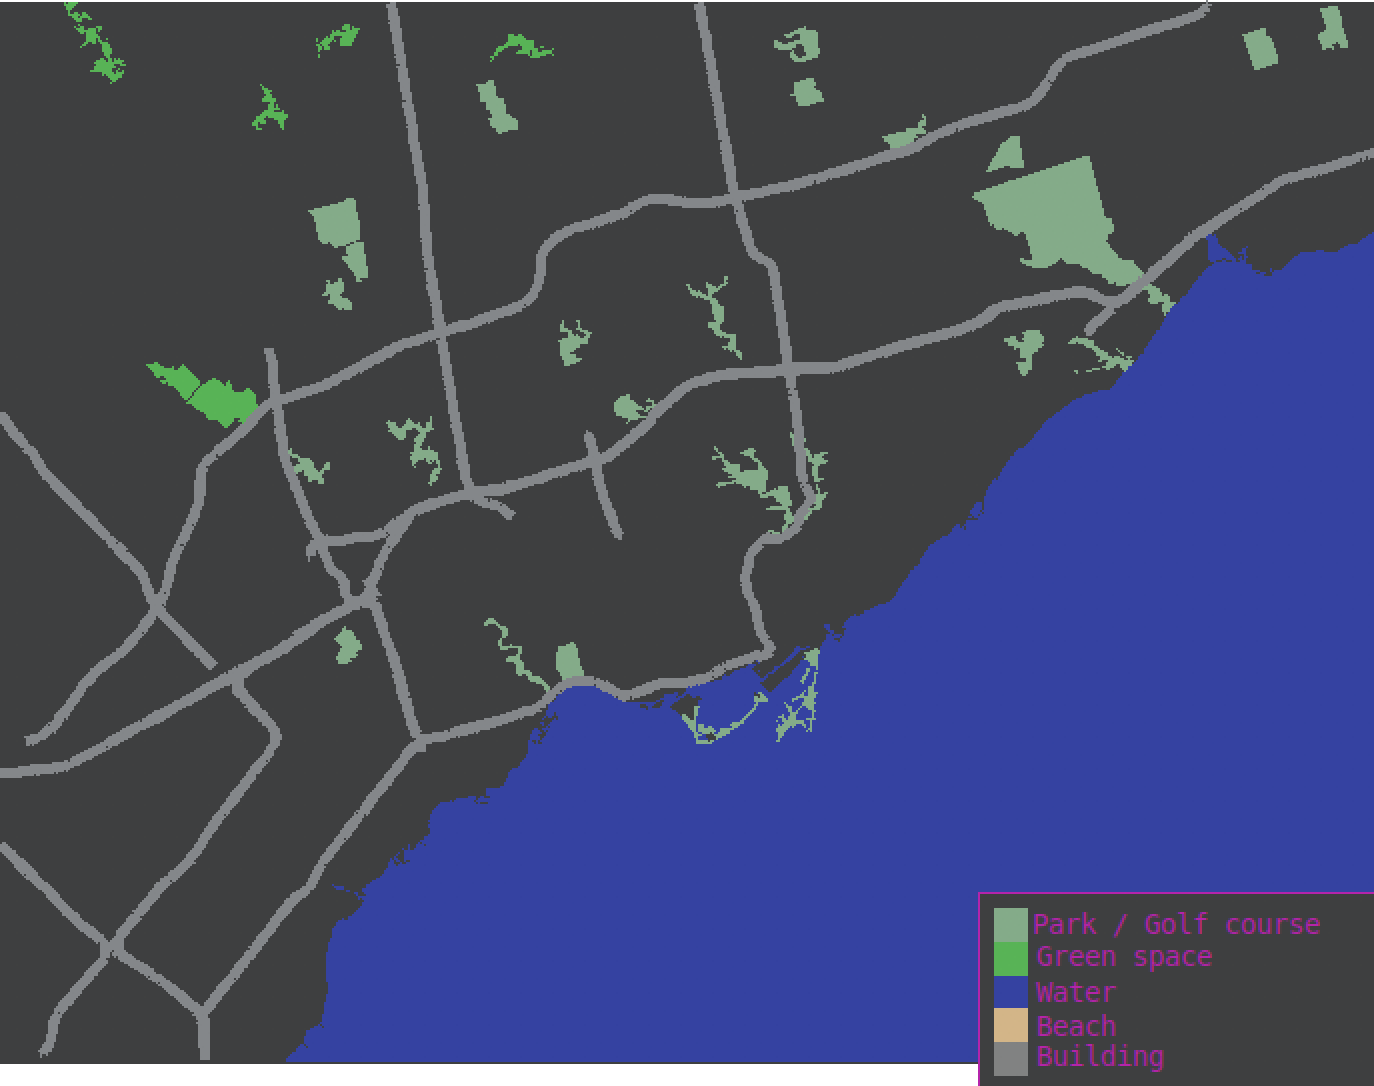 Park / Golf course
Green space
Water
Beach
Building